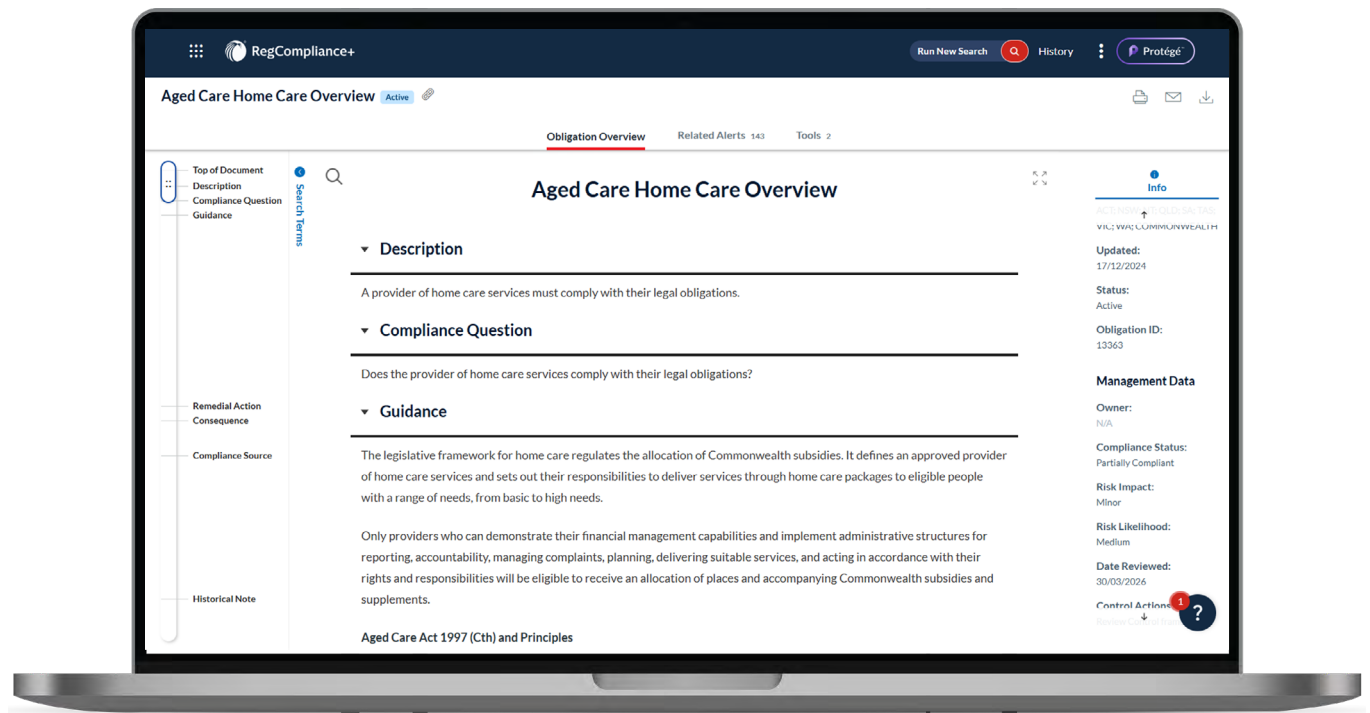 RegCompliance+
Run New Search
History
Protégé
Aged Care Home Care Overview
Active
Obligation Overview
Related Alerts 143
Tools 2
Top of Document
Description
Compliance Question
Guidance
Remedial Action
Consequence
Compliance Source
Historical Note
Search Terms
Aged Care Home Care Overview
Description
A provider of home care services must comply with their legal obligations.
Compliance Question
Does the provider of home care services comply with their legal obligations?
Guidance
The legislative framework for home care regulates the allocation of Commonwealth subsidies. It defines an approved provider
of home care services and sets out their responsibilities to deliver services through home care packages to eligible people
with a range of needs, from basic to high needs.
Only providers who can demonstrate their financial management capabilities and implement administrative structures for
reporting, accountability, managing complaints, planning, delivering suitable services, and acting in accordance with their
rights and responsibilities will be eligible to receive an allocation of places and accompanying Commonwealth subsidies and
supplements.
Aged Care Act 1997 (Cth) and Principles
Info
ACT; NSW; NT; QLD; SA; TAS;
VIC; WA; COMMONWEALTH
Updated:
17/12/2024
Status:
Active
Obligation ID:
13363
Management Data
Owner:
N/A
Compliance Status:
Partially Compliant
Risk Impact:
Minor
Risk Likelihood:
Medium
Date Reviewed:
30/03/2026
Control Actions
Review Control
1
?